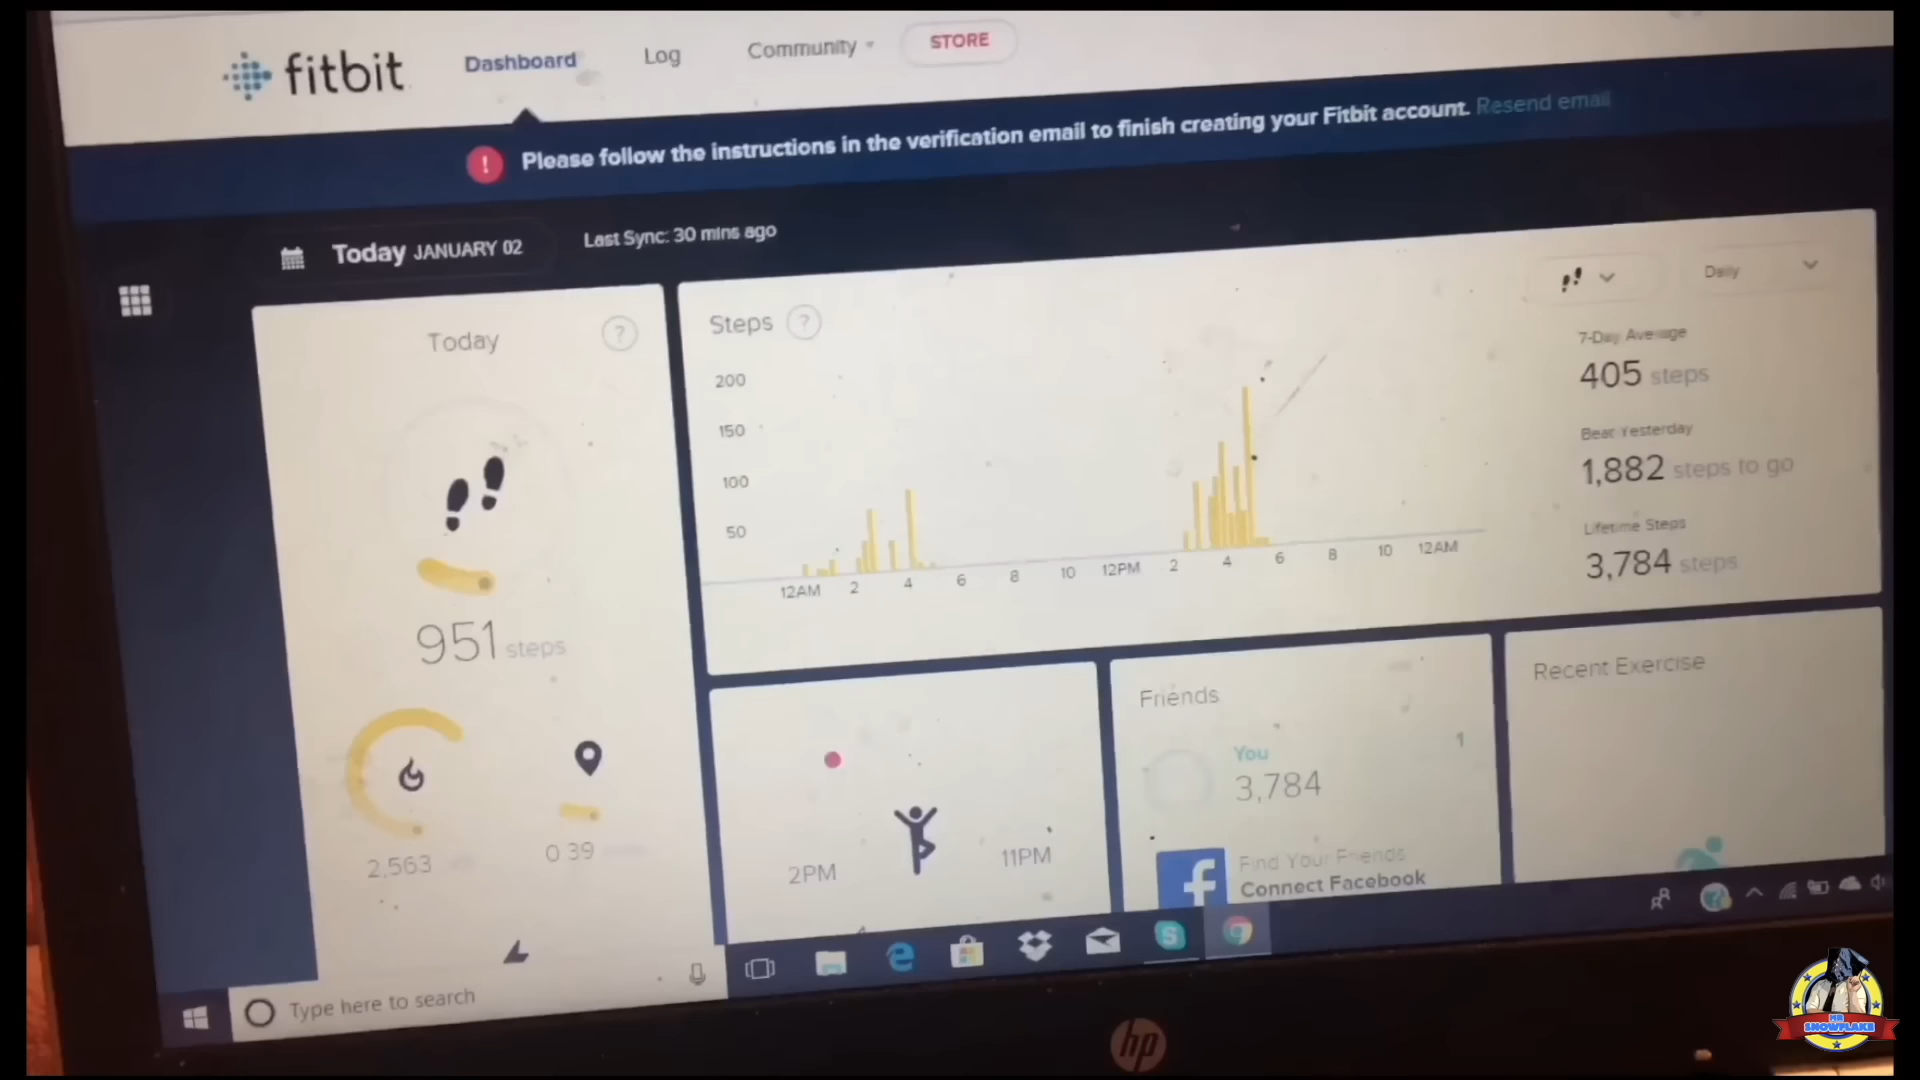 fitbit
Dashboard
Log
Community
STORE
! Please follow the instructions in the verification email to finish creating your Fitbit account. Resend email
Today JANUARY 02
Last Sync: 30 mins ago
Today
?
951 steps
2,563
0.39
Steps ?
200
150
100
50
12AM 2 4 6 8 10 12PM 2 4 6 8 10 12AM
Daily
7-Day Average
405 steps
Beat Yesterday
1,882 steps to go
Lifetime Steps
3,784 steps
2PM
11PM
Friends
You
1
3,784
f
Find Your Friends
Connect Facebook
Recent Exercise
Type here to search
hp
MR
SNOWFLAKE